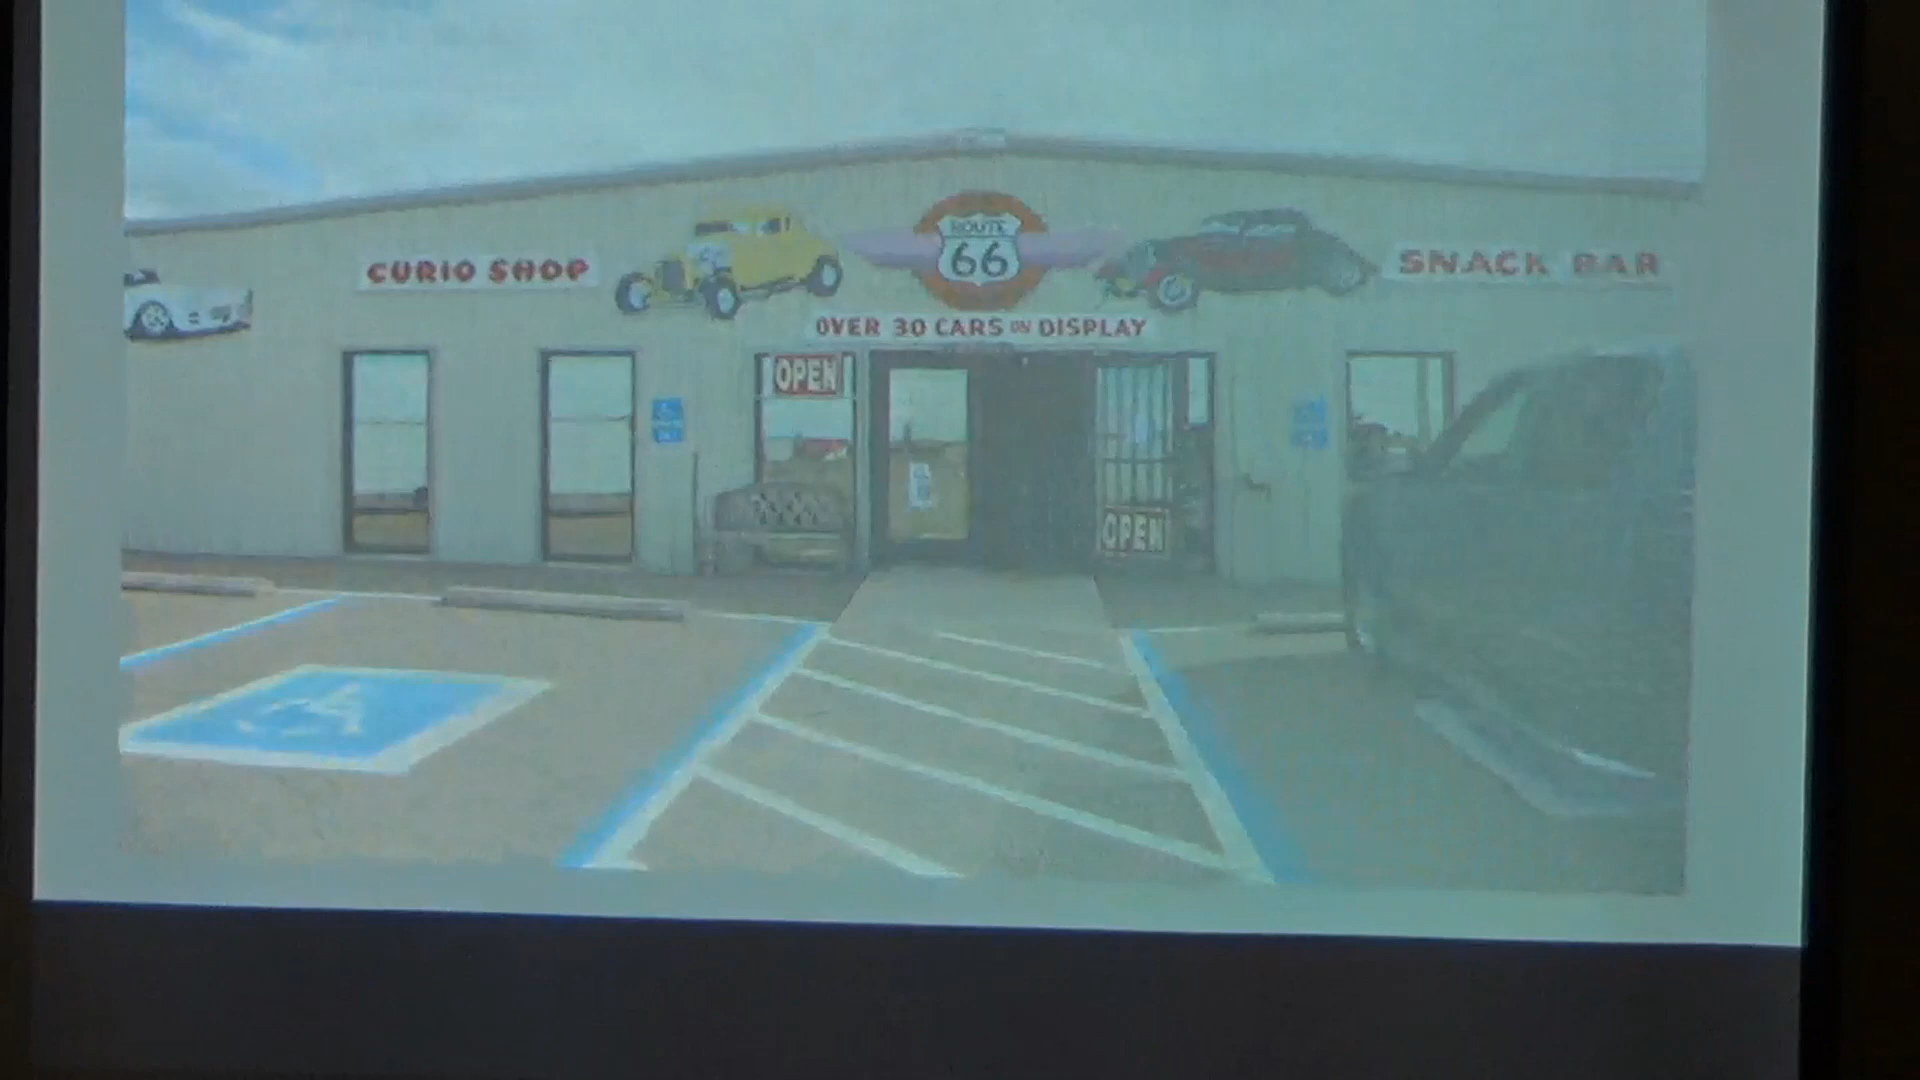 ROUTE
66
CURIO SHOP
SNACK BAR
OVER 30 CARS ON DISPLAY
OPEN
OPEN